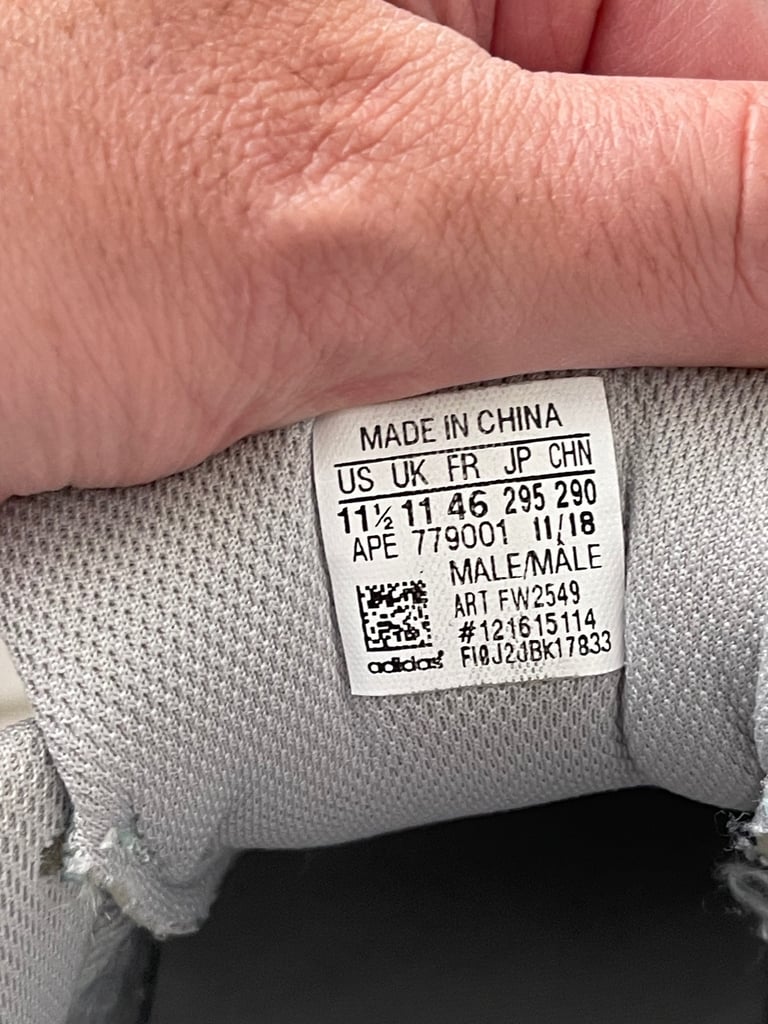 MADE IN CHINA
US UK FR JP CHN
11½ 11 46 295 290
APE 779001 11/18
MALE/MÂLE
ART FW2549
#121615114
adidas